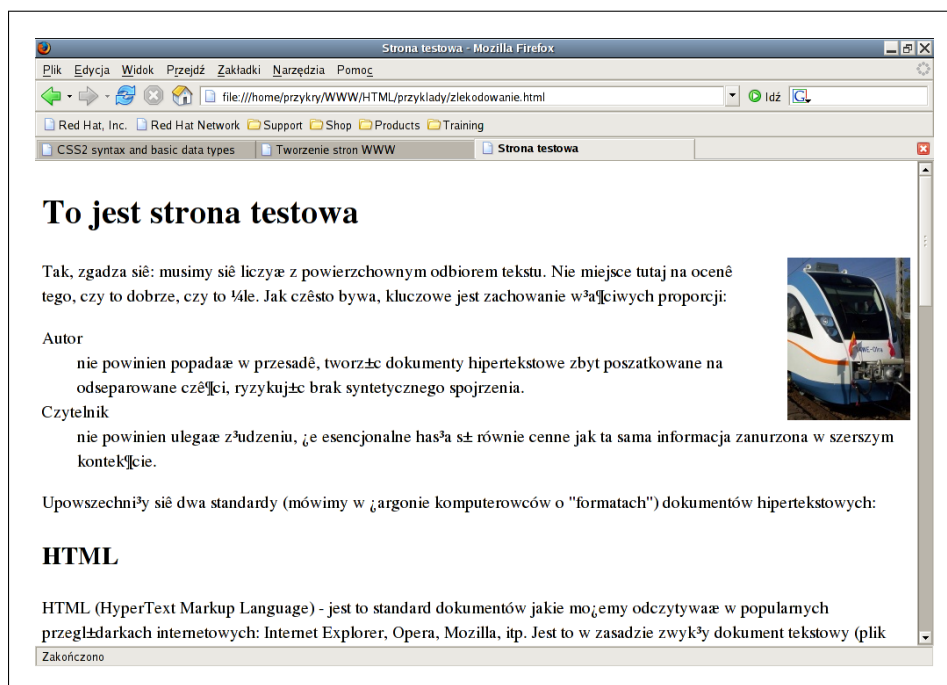 Strona testowa - Mozilla Firefox
Plik Edycja Widok Przejdź Zakładki Narzędzia Pomoc
file:///home/przykry/WWW/HTML/przyklady/zlekodowanie.html Idź G
Red Hat, Inc. Red Hat Network Support Shop Products Training
CSS2 syntax and basic data types Tworzenie stron WWW Strona testowa
To jest strona testowa
Tak, zgadza siê: musimy siê liczyæ z powierzchownym odbiorem tekstu. Nie miejsce tutaj na ocenê
tego, czy to dobrze, czy to ¼le. Jak czêsto bywa, kluczowe jest zachowanie w³a¶ciwych proporcji:
Autor
nie powinien popadaæ w przesadê, tworz±c dokumenty hipertekstowe zbyt poszatkowane na
odseparowane czê¶ci, ryzykuj±c brak syntetycznego spojrzenia.
Czytelnik
nie powinien ulegaæ z³udzeniu, ¿e esencjonalne has³a s± równie cenne jak ta sama informacja zanurzona w szerszym
kontek¶cie.
Upowszechni³y siê dwa standardy (mówimy w ¿argonie komputerowców o "formatach") dokumentów hipertekstowych:
HTML
HTML (HyperText Markup Language) - jest to standard dokumentów jakie mo¿emy odczytywaæ w popularnych
przegl±darkach internetowych: Internet Explorer, Opera, Mozilla, itp. Jest to w zasadzie zwyk³y dokument tekstowy (plik
Zakończono